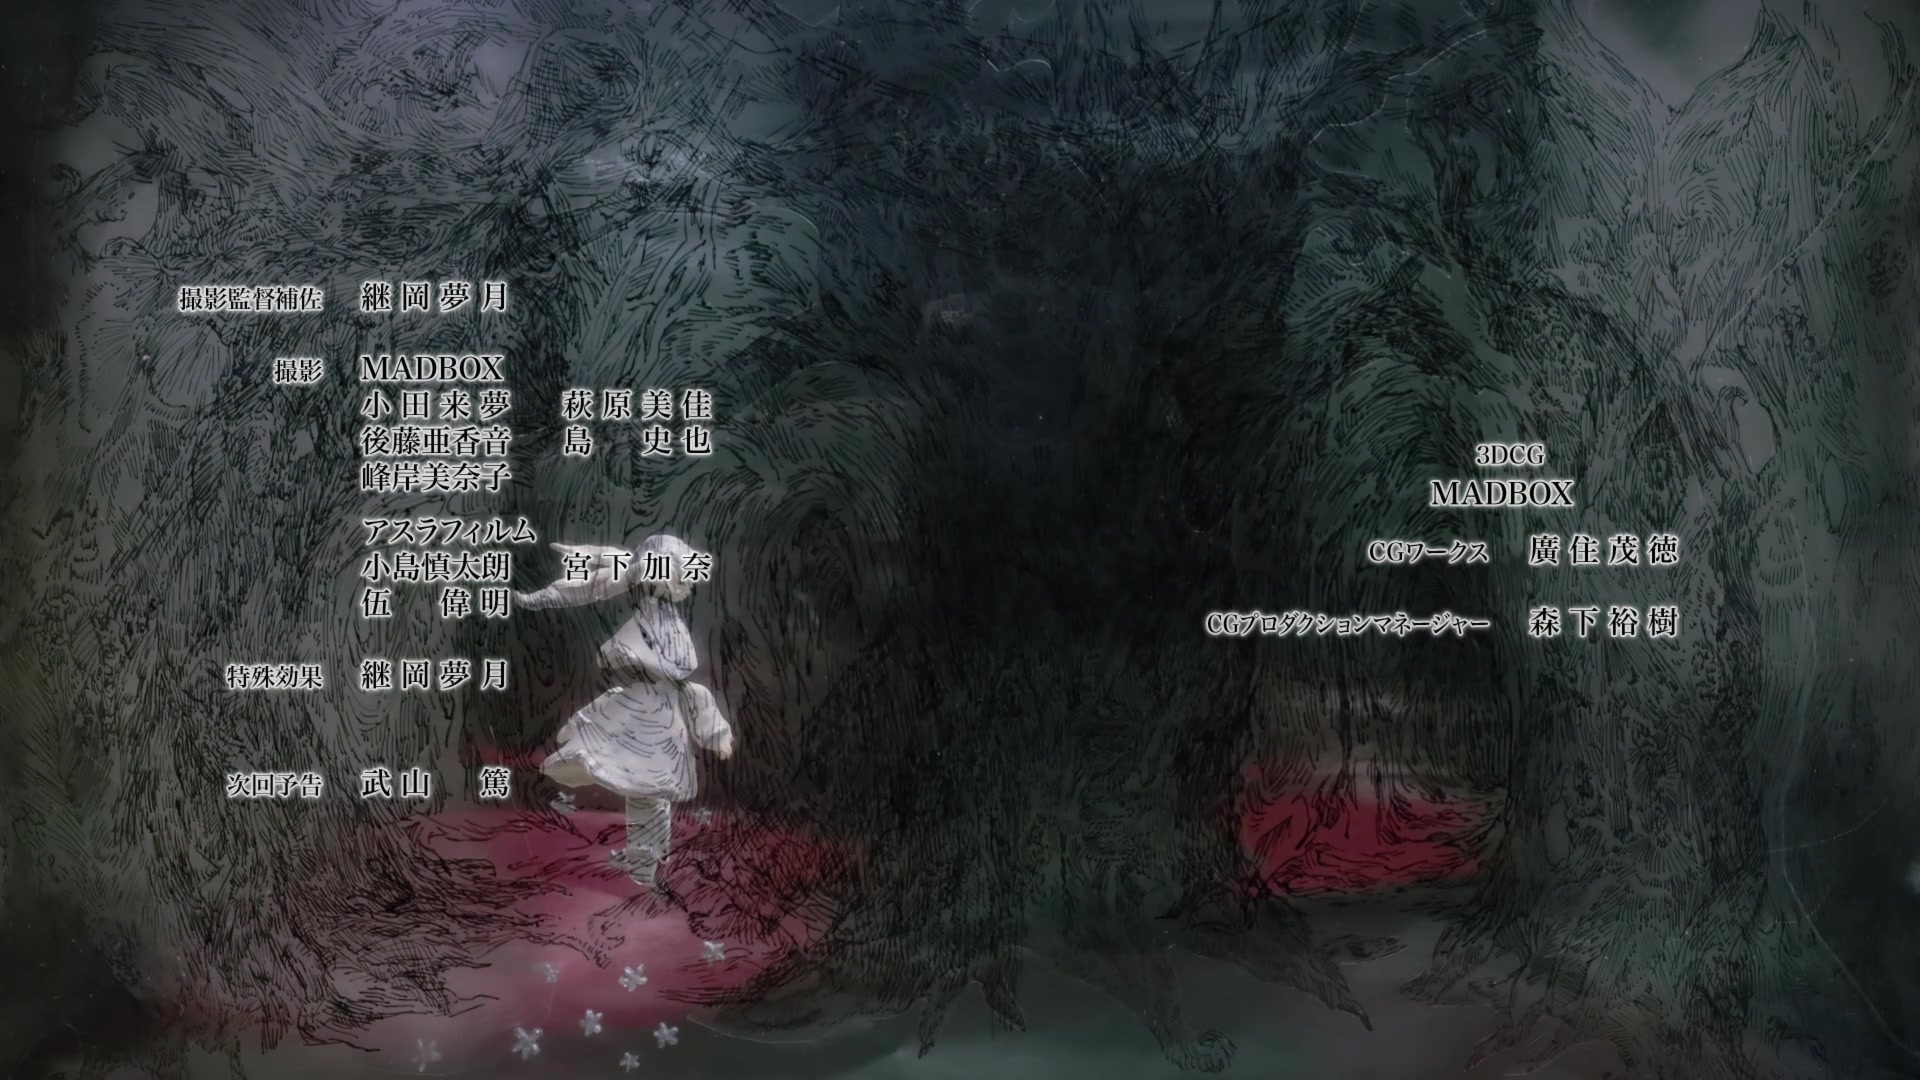 撮影監督補佐 継岡夢月
撮影 MADBOX
小田来夢 萩原美佳
後藤亜香音 島 史也
峰岸美奈子
アスラフィルム
小島慎太朗 宮下加奈
伍 偉明
特殊効果 継岡夢月
次回予告 武山 篤
3DCG
MADBOX
CGワークス 廣住茂徳
CGプロダクションマネージャー 森下裕樹